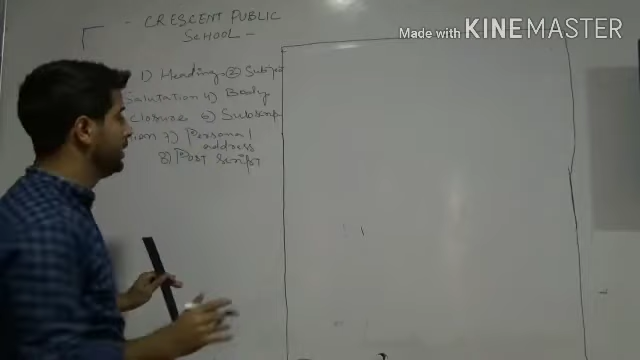 - CRESCENT PUBLIC
SCHOOL -
Made with KINEMASTER
1) Heading - 2) Subje
Salutation 4) Body
closure 6) Subscrip
tion 7) Personal
address
8) Post script